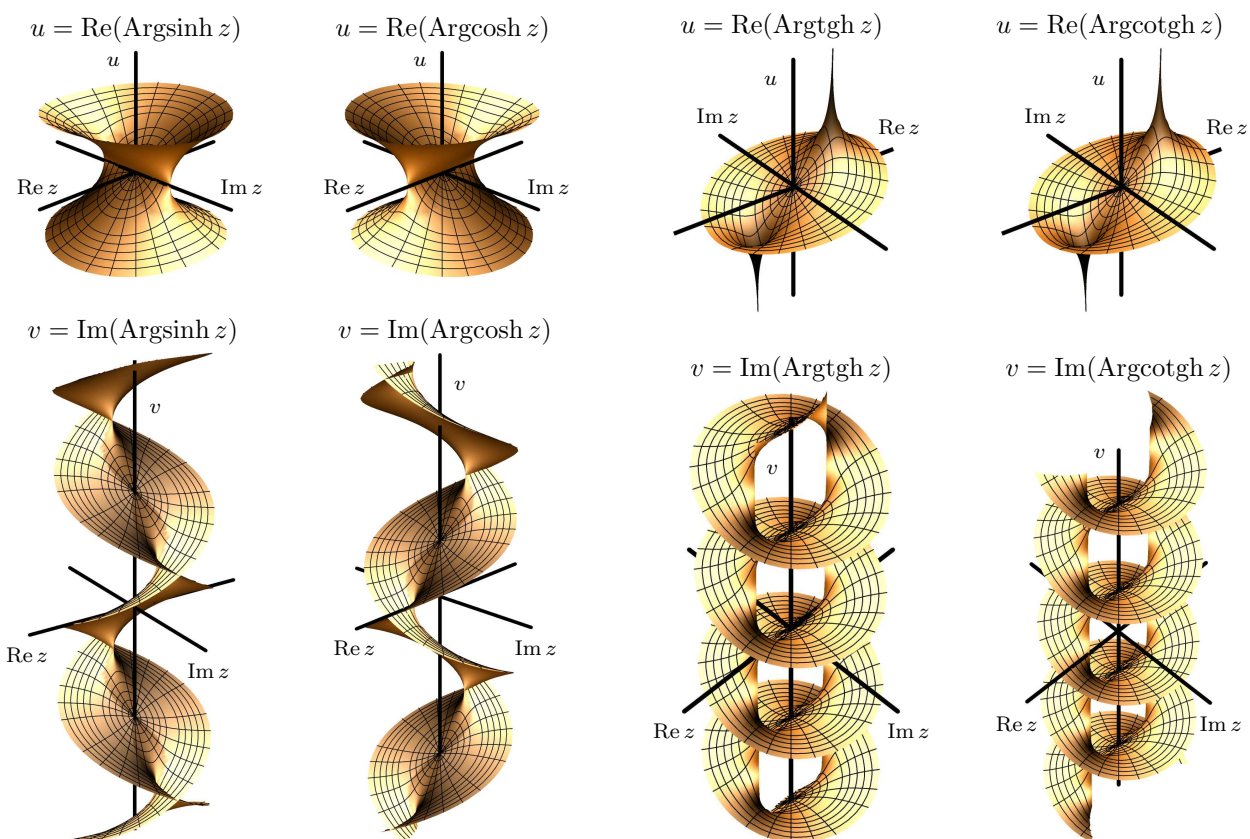 u = Re(Argsinh z)
u
Re z
Im z
u = Re(Argcosh z)
u
Re z
Im z
u = Re(Argtgh z)
u
Im z
Re z
u = Re(Argcotgh z)
u
Im z
Re z
v = Im(Argsinh z)
v
Re z
Im z
v = Im(Argcosh z)
v
Re z
Im z
v = Im(Argtgh z)
v
Re z
Im z
v = Im(Argcotgh z)
v
Re z
Im z